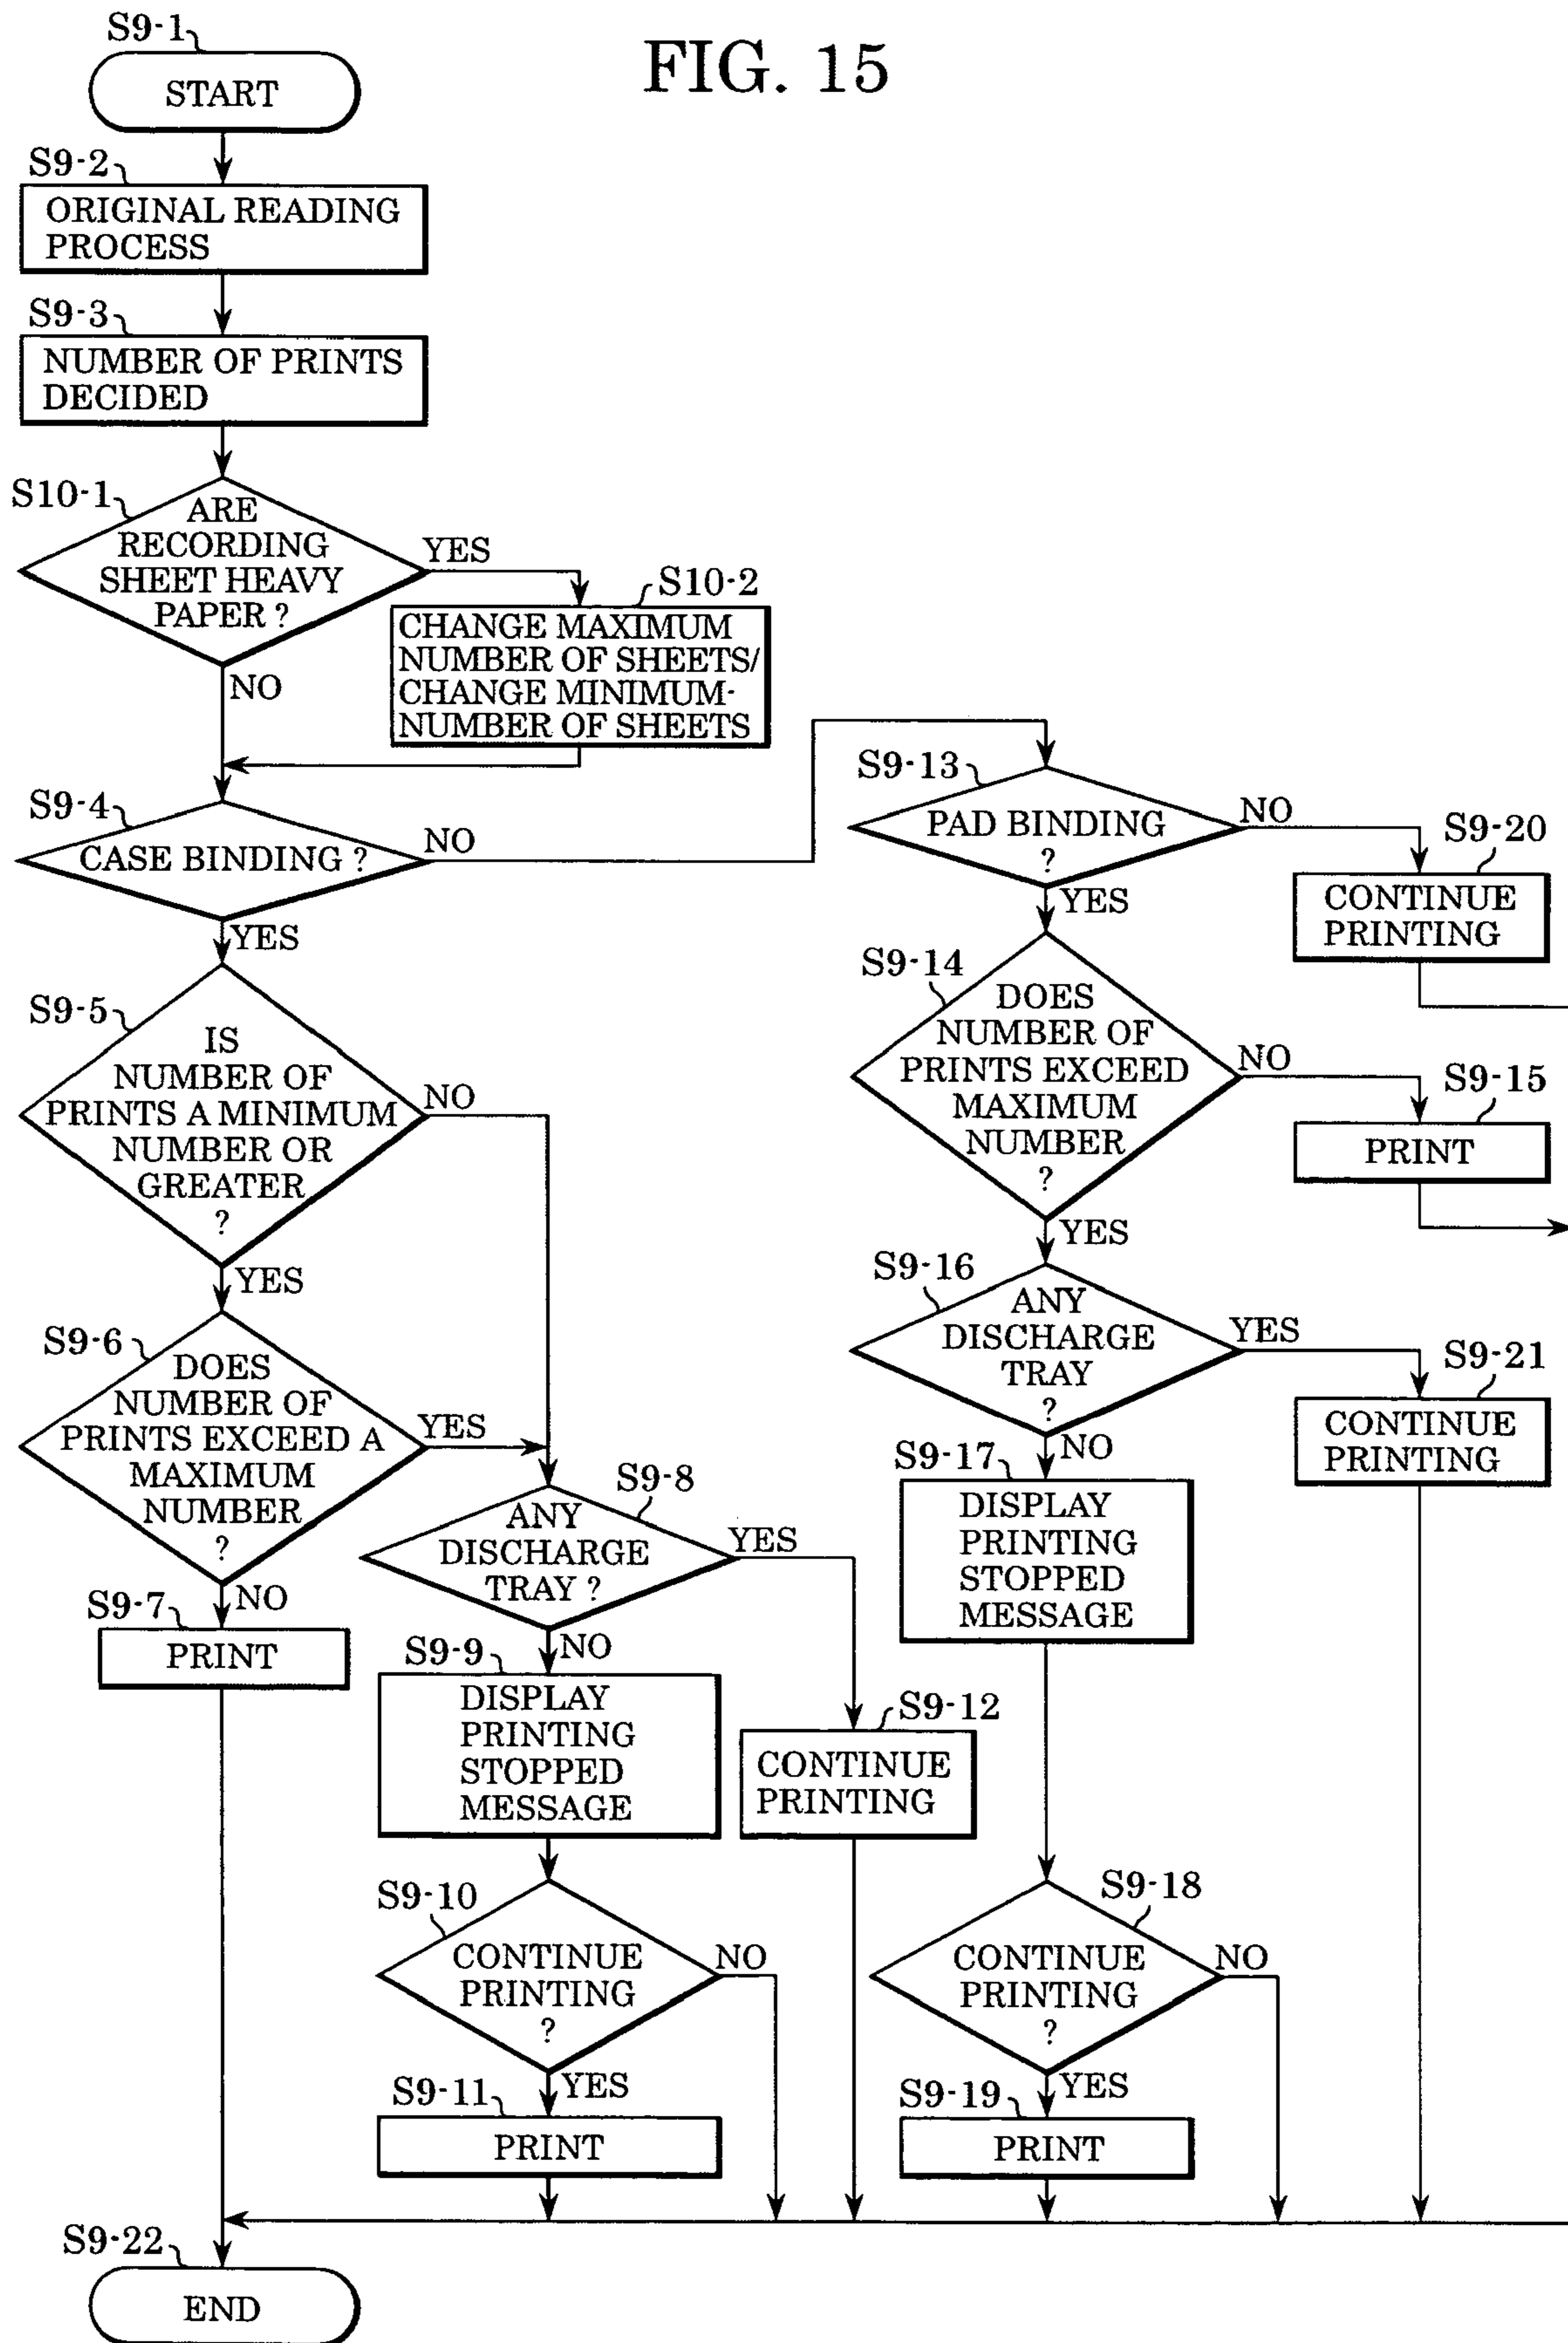 FIG. 15
S9-1
START
S9-2
ORIGINAL READING
PROCESS
S9-3
NUMBER OF PRINTS
DECIDED
S10-1
ARE
RECORDING
SHEET HEAVY
PAPER ?
YES
NO
S10-2
CHANGE MAXIMUM
NUMBER OF SHEETS/
CHANGE MINIMUM-
NUMBER OF SHEETS
S9-4
CASE BINDING ?
NO
YES
S9-5
IS
NUMBER OF
PRINTS A MINIMUM
NUMBER OR
GREATER
?
NO
YES
S9-6
DOES
NUMBER OF
PRINTS EXCEED A
MAXIMUM
NUMBER
?
YES
NO
S9-7
PRINT
S9-8
ANY
DISCHARGE
TRAY ?
YES
NO
S9-9
DISPLAY
PRINTING
STOPPED
MESSAGE
S9-12
CONTINUE
PRINTING
S9-10
CONTINUE
PRINTING
?
NO
YES
S9-11
PRINT
S9-13
PAD BINDING
?
NO
YES
S9-20
CONTINUE
PRINTING
S9-14
DOES
NUMBER OF
PRINTS EXCEED
MAXIMUM
NUMBER
?
NO
YES
S9-15
PRINT
S9-16
ANY
DISCHARGE
TRAY
?
YES
NO
S9-21
CONTINUE
PRINTING
S9-17
DISPLAY
PRINTING
STOPPED
MESSAGE
S9-18
CONTINUE
PRINTING
?
NO
YES
S9-19
PRINT
S9-22
END